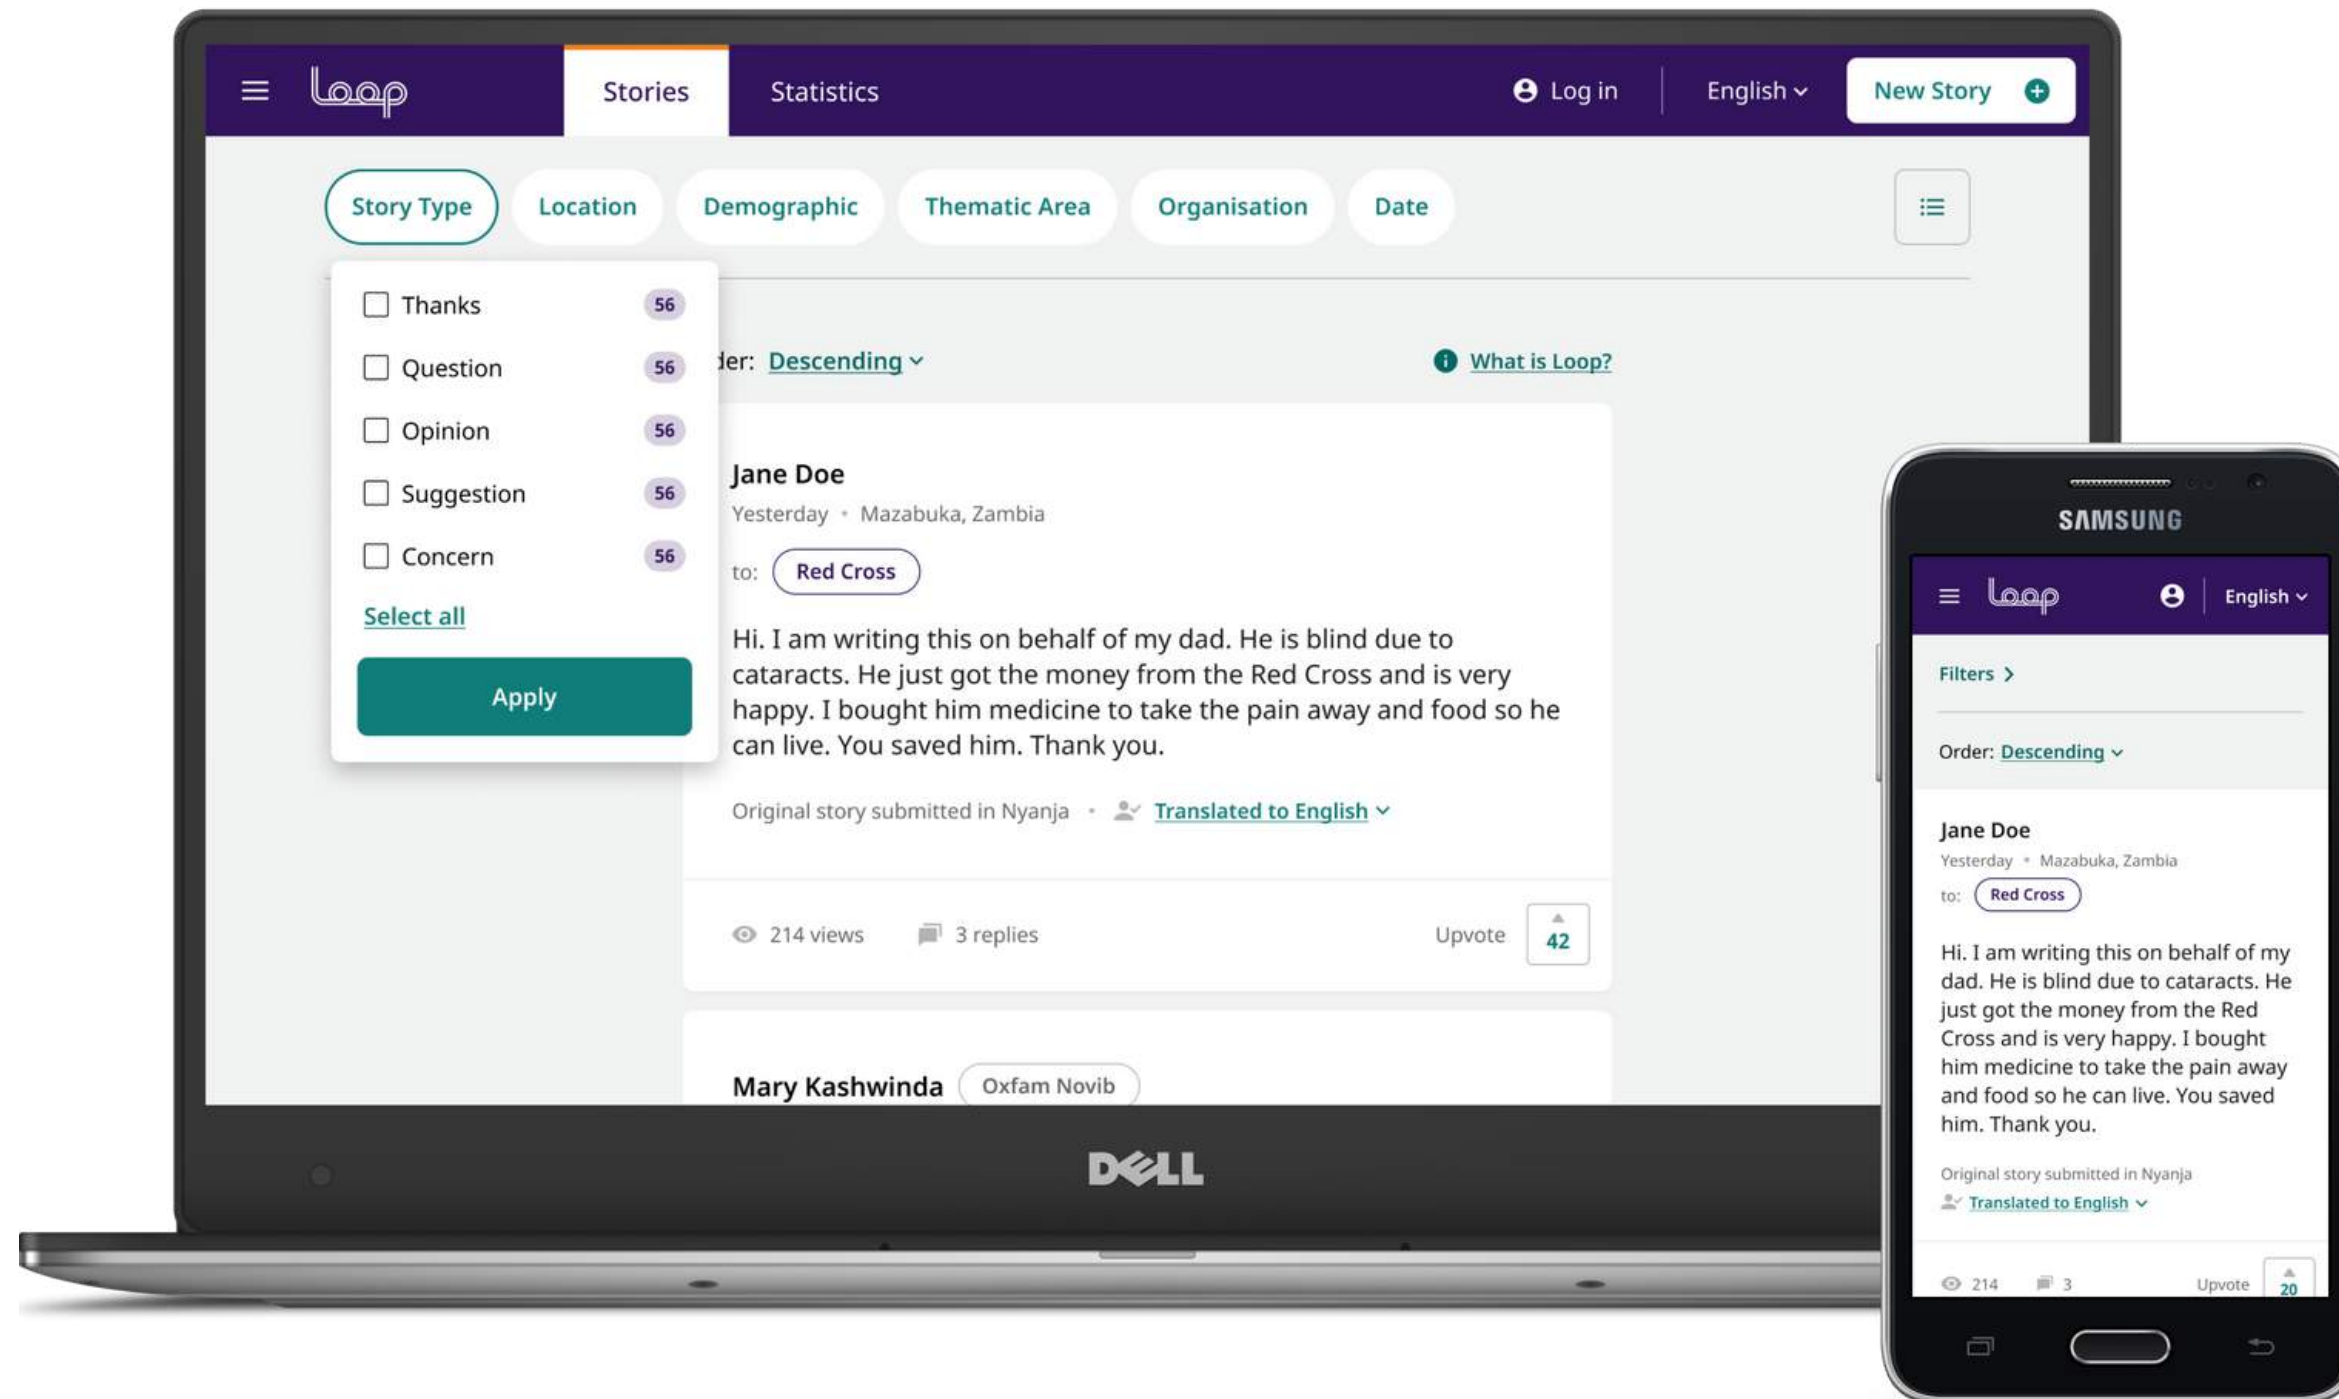 Loop
Stories
Statistics
Log in
English
New Story
Story Type
Location
Demographic
Thematic Area
Organisation
Date
Thanks 56
Question 56
Opinion 56
Suggestion 56
Concern 56
Select all
Apply
der: Descending
What is Loop?
Jane Doe
Yesterday • Mazabuka, Zambia
to: Red Cross
Hi. I am writing this on behalf of my dad. He is blind due to
cataracts. He just got the money from the Red Cross and is very
happy. I bought him medicine to take the pain away and food so he
can live. You saved him. Thank you.
Original story submitted in Nyanja • Translated to English
214 views
3 replies
Upvote 42
Mary Kashwinda Oxfam Novib
DELL
SAMSUNG
Loop
English
Filters >
Order: Descending
Jane Doe
Yesterday • Mazabuka, Zambia
to: Red Cross
Hi. I am writing this on behalf of my
dad. He is blind due to cataracts. He
just got the money from the Red
Cross and is very happy. I bought
him medicine to take the pain away
and food so he can live. You saved
him. Thank you.
Original story submitted in Nyanja
Translated to English
214
3
Upvote 20